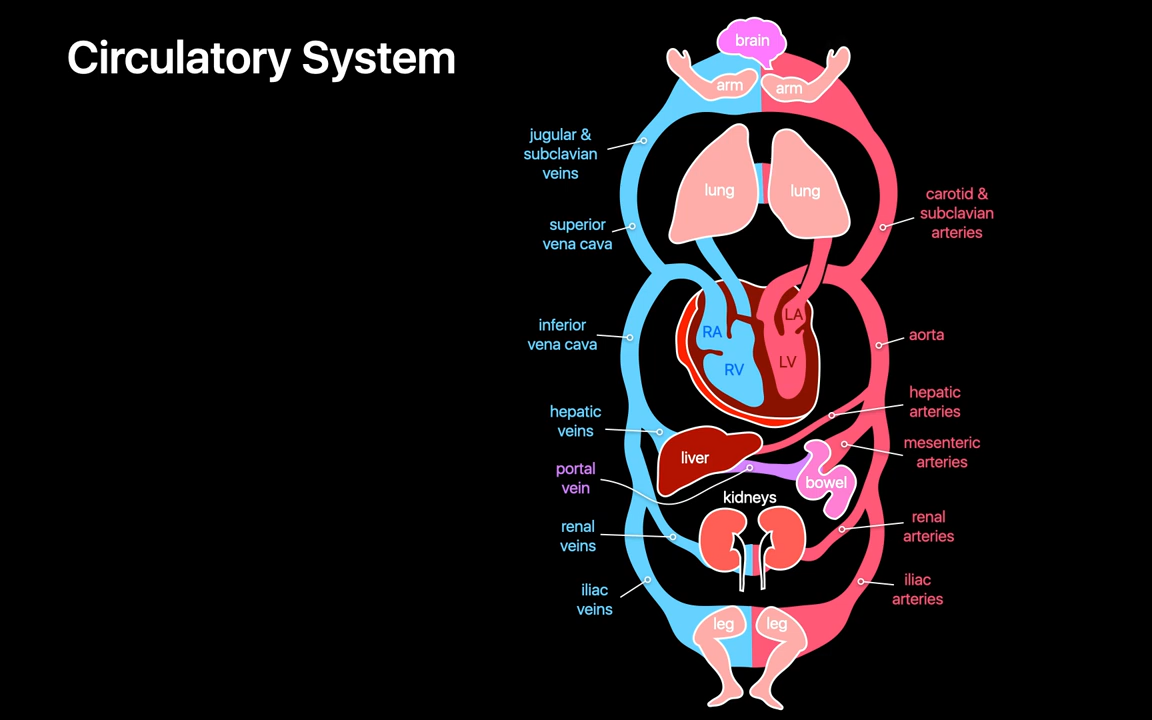 Circulatory System
brain
arm
arm
jugular &
subclavian
veins
lung
lung
carotid &
subclavian
arteries
superior
vena cava
inferior
vena cava
RA
LA
RV
LV
aorta
hepatic
arteries
hepatic
veins
mesenteric
arteries
liver
portal
vein
bowel
kidneys
renal
veins
renal
arteries
iliac
veins
iliac
arteries
leg
leg